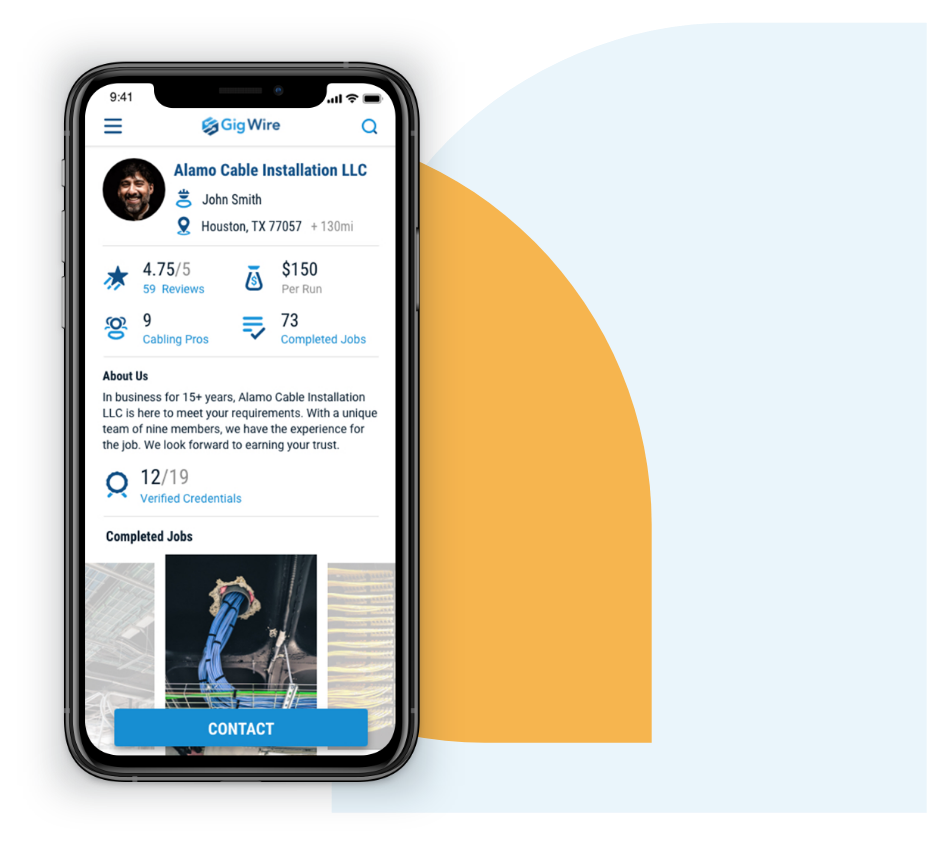 9:41
GigWire
Alamo Cable Installation LLC
John Smith
Houston, TX 77057 + 130mi
4.75/5
59 Reviews
$150
Per Run
9
Cabling Pros
73
Completed Jobs
About Us
In business for 15+ years, Alamo Cable Installation
LLC is here to meet your requirements. With a unique
team of nine members, we have the experience for
the job. We look forward to earning your trust.
12/19
Verified Credentials
Completed Jobs
CONTACT